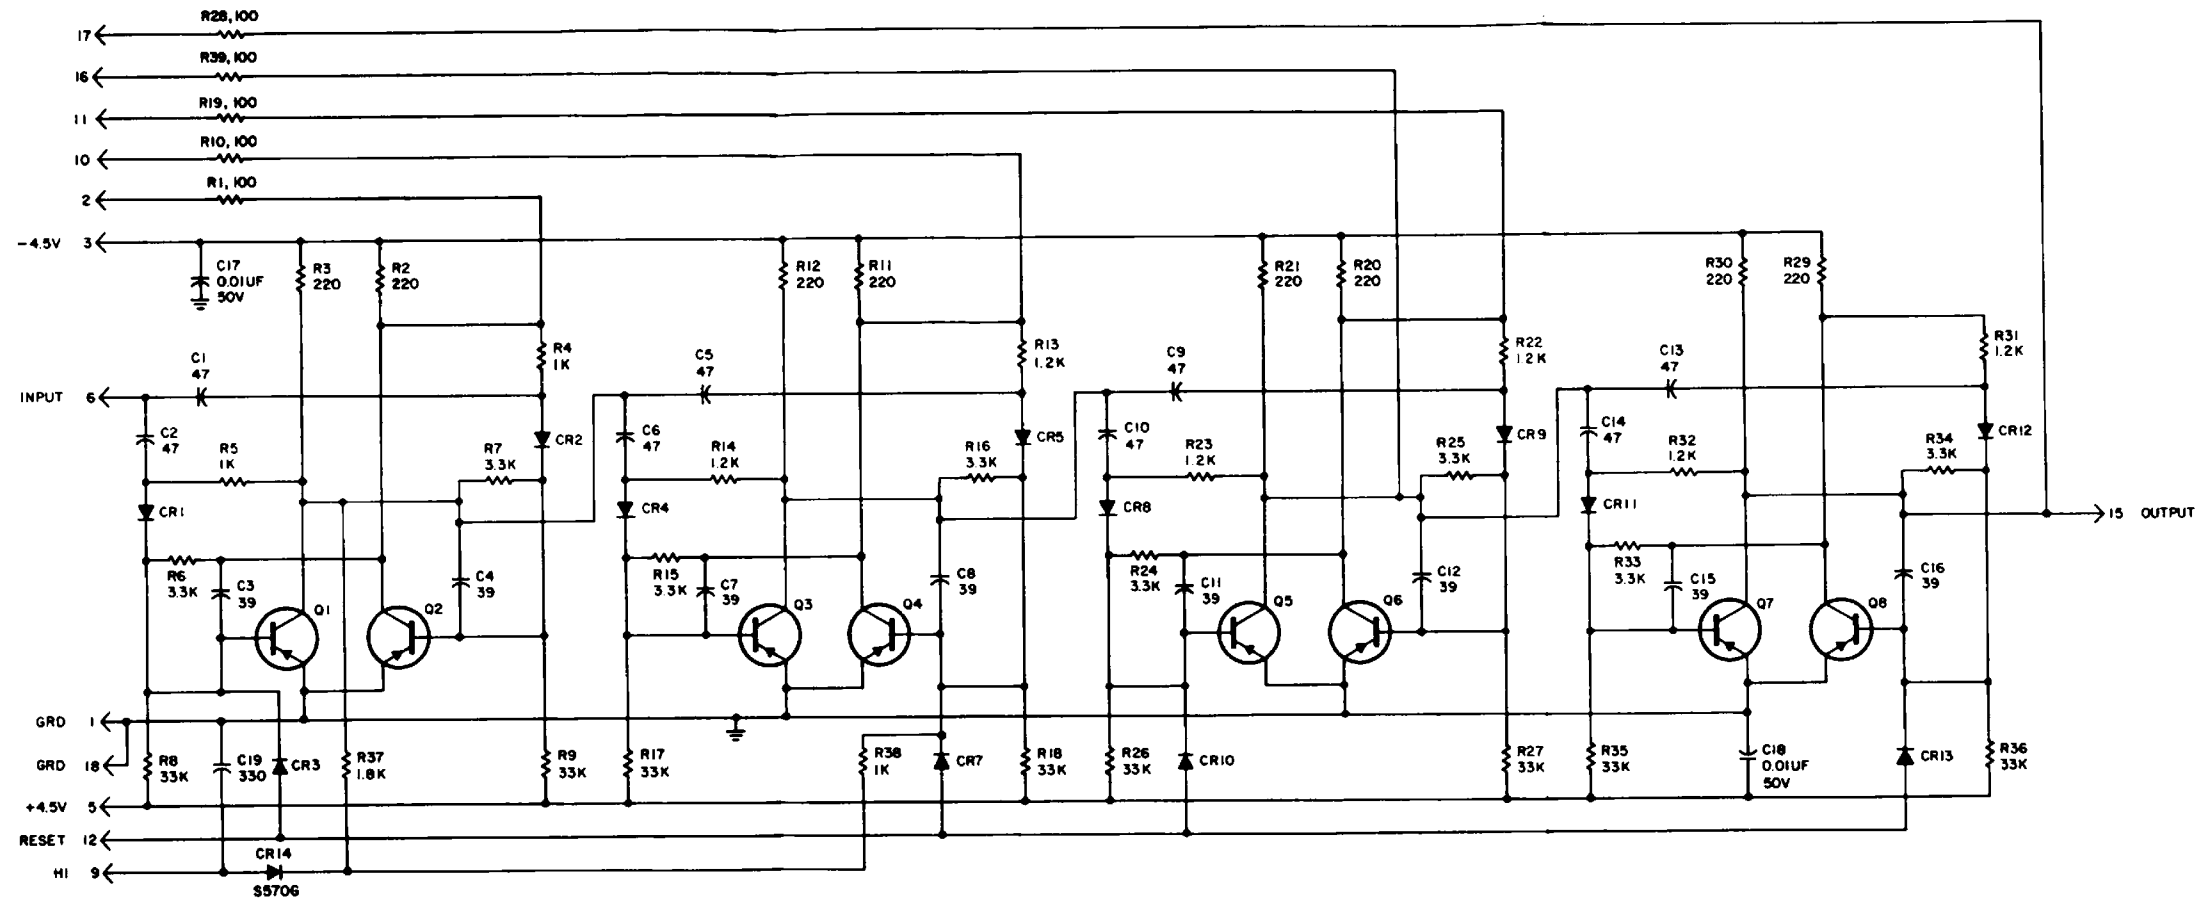 R28, 100
17
R39, 100
16
R19, 100
11
R10, 100
10
R1, 100
2
-4.5V 3
C17
0.01UF
50V
R3
220
R2
220
R12
220
R11
220
R21
220
R20
220
R30
220
R29
220
R4
1K
R13
1.2K
R22
1.2K
R31
1.2K
C1
47
C5
47
C9
47
C13
47
INPUT 6
C2
47
R5
1K
R7
3.3K
CR2
C6
47
R14
1.2K
R16
3.3K
CR5
C10
47
R23
1.2K
R25
3.3K
CR9
C14
47
R32
1.2K
R34
3.3K
CR12
CR1
CR4
CR8
CR11
15 OUTPUT
R6
3.3K
C3
39
C4
39
R15
3.3K
C7
39
C8
39
R24
3.3K
C11
39
C12
39
R33
3.3K
C15
39
C16
39
Q1
Q2
Q3
Q4
Q5
Q6
Q7
Q8
GRD 1
GRD 18
R8
33K
C19
330
CR3
R37
1.8K
R9
33K
R17
33K
R38
1K
CR7
R18
33K
R26
33K
CR10
R27
33K
R35
33K
C18
0.01UF
50V
CR13
R36
33K
+4.5V 5
RESET 12
CR14
HI 9
S570G